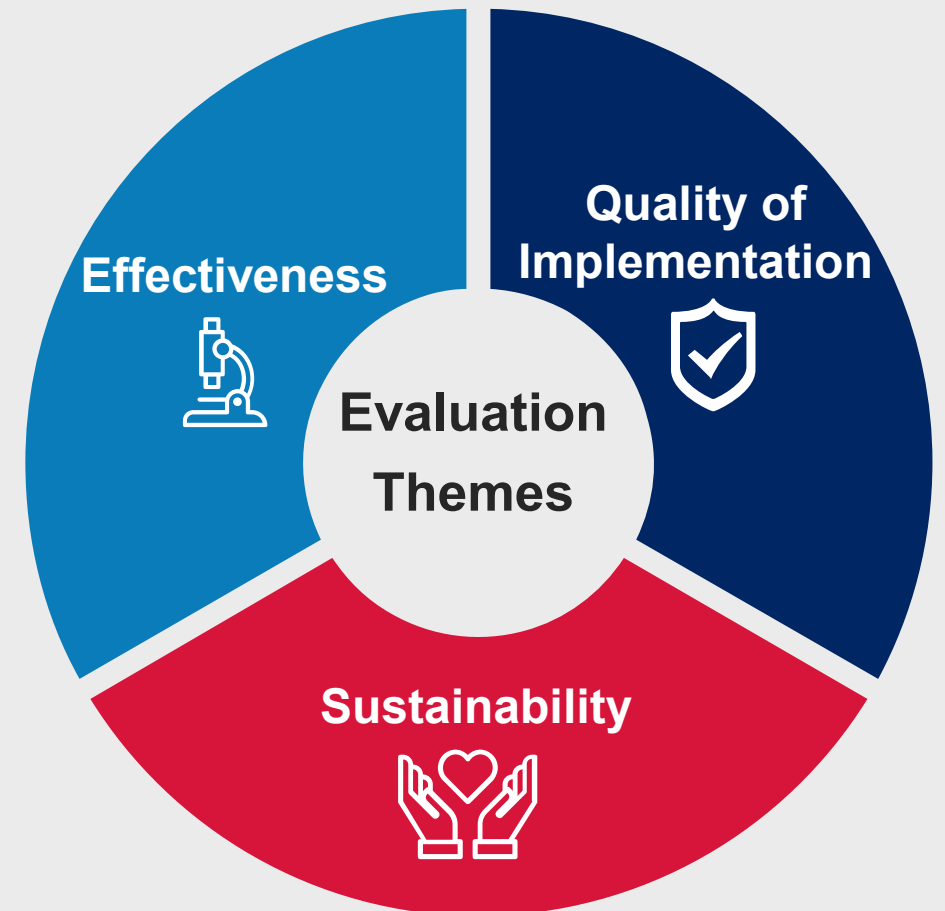 Effectiveness
Quality of
Implementation
Evaluation
Themes
Sustainability